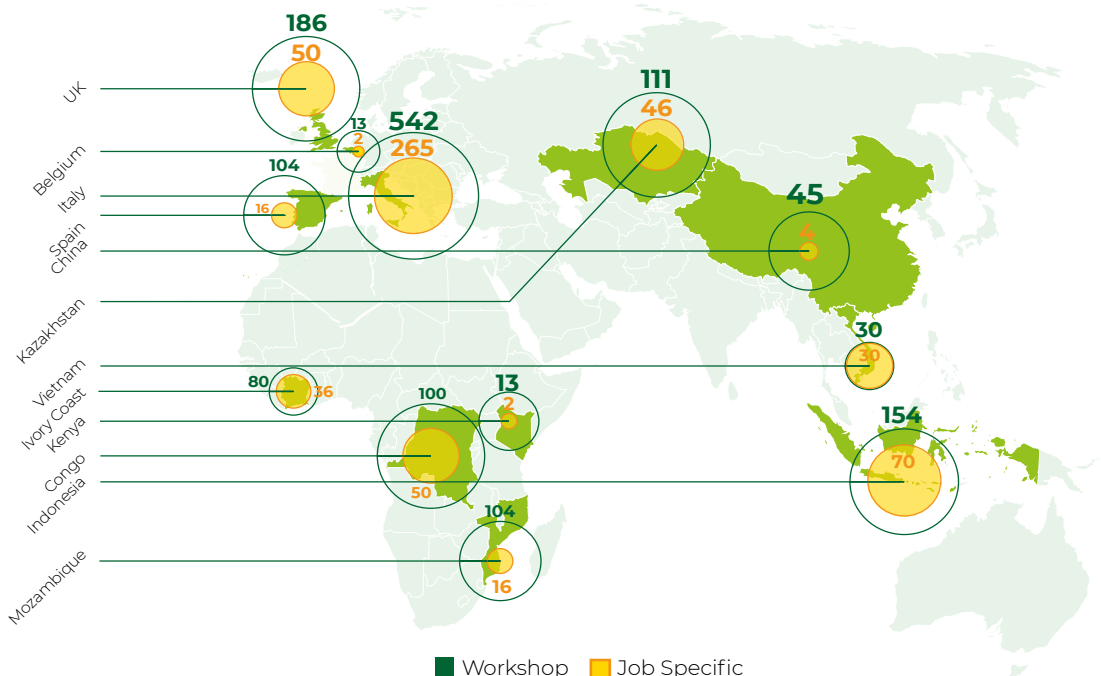 186
50
UK
111
46
13
2
542
265
Belgium
104
Italy
16
45
4
Spain
China
Kazakhstan
30
30
Vietnam
80
36
13
2
100
Ivory Coast
Kenya
154
70
Congo
50
Indonesia
104
16
Mozambique
Workshop
Job Specific